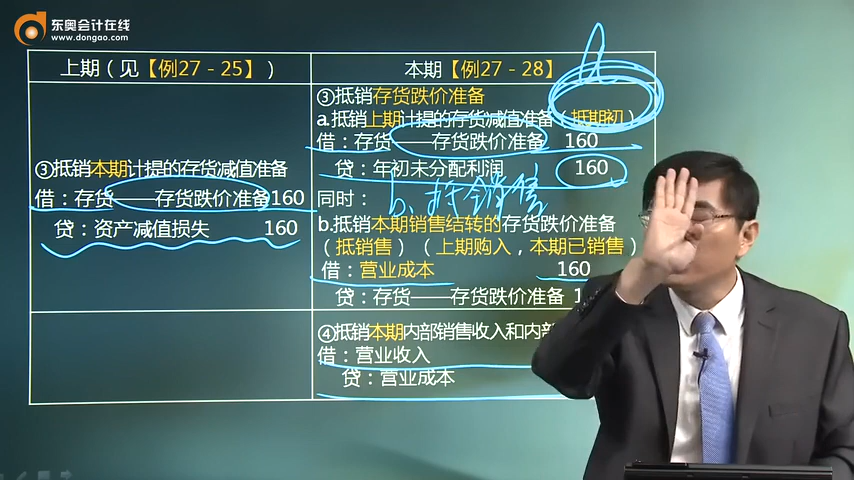 东奥会计在线
www.dongao.com
上期（见【例27－25】）
本期【例27－28】
③抵销本期计提的存货减值准备
借：存货——存货跌价准备160
贷：资产减值损失 160
③抵销存货跌价准备
a.抵销上期计提的存货减值准备（抵期初）
借：存货——存货跌价准备 160
贷：年初未分配利润 160
同时：
b.抵销售
b.抵销本期销售结转的存货跌价准备
（抵销售）（上期购入，本期已销售）
借：营业成本 160
贷：存货——存货跌价准备 1
④抵销本期内部销售收入和内部
借：营业收入
贷：营业成本